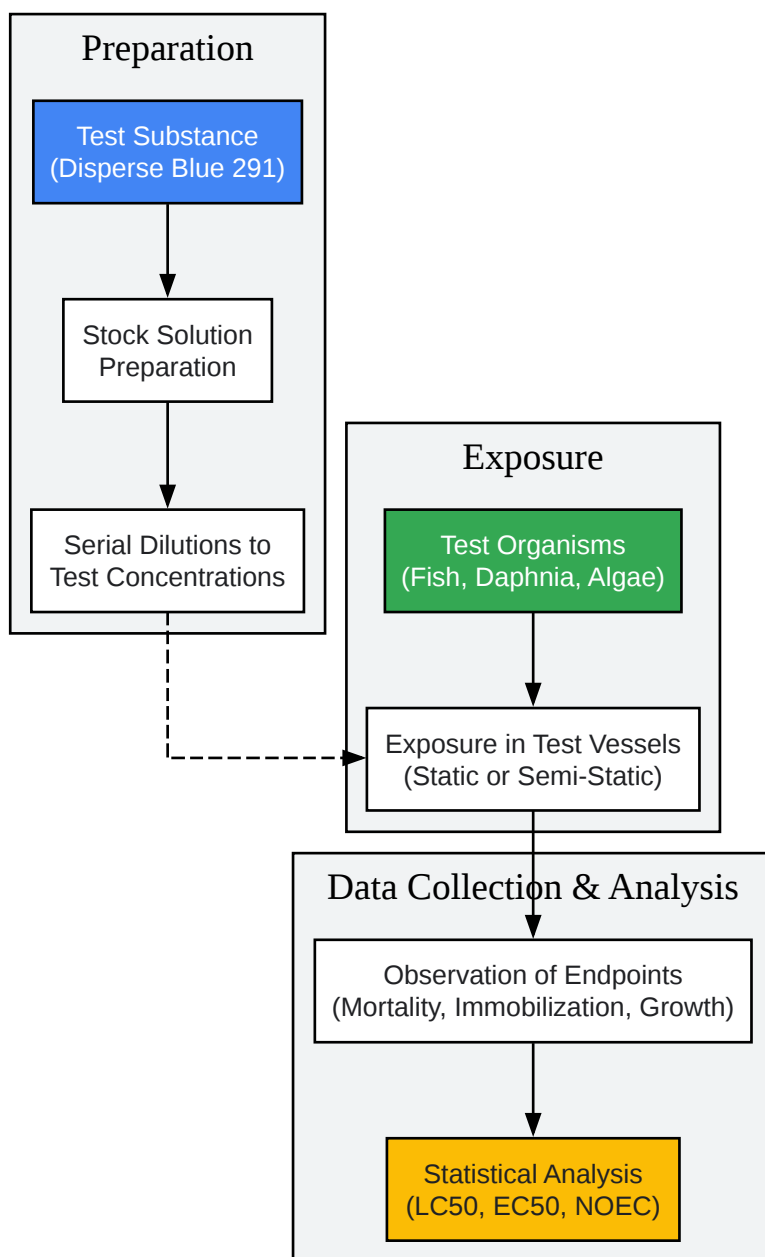 Preparation
Test Substance
(Disperse Blue 291)
Stock Solution
Preparation
Serial Dilutions to
Test Concentrations
Exposure
Test Organisms
(Fish, Daphnia, Algae)
Exposure in Test Vessels
(Static or Semi-Static)
Data Collection & Analysis
Observation of Endpoints
(Mortality, Immobilization, Growth)
Statistical Analysis
(LC50, EC50, NOEC)